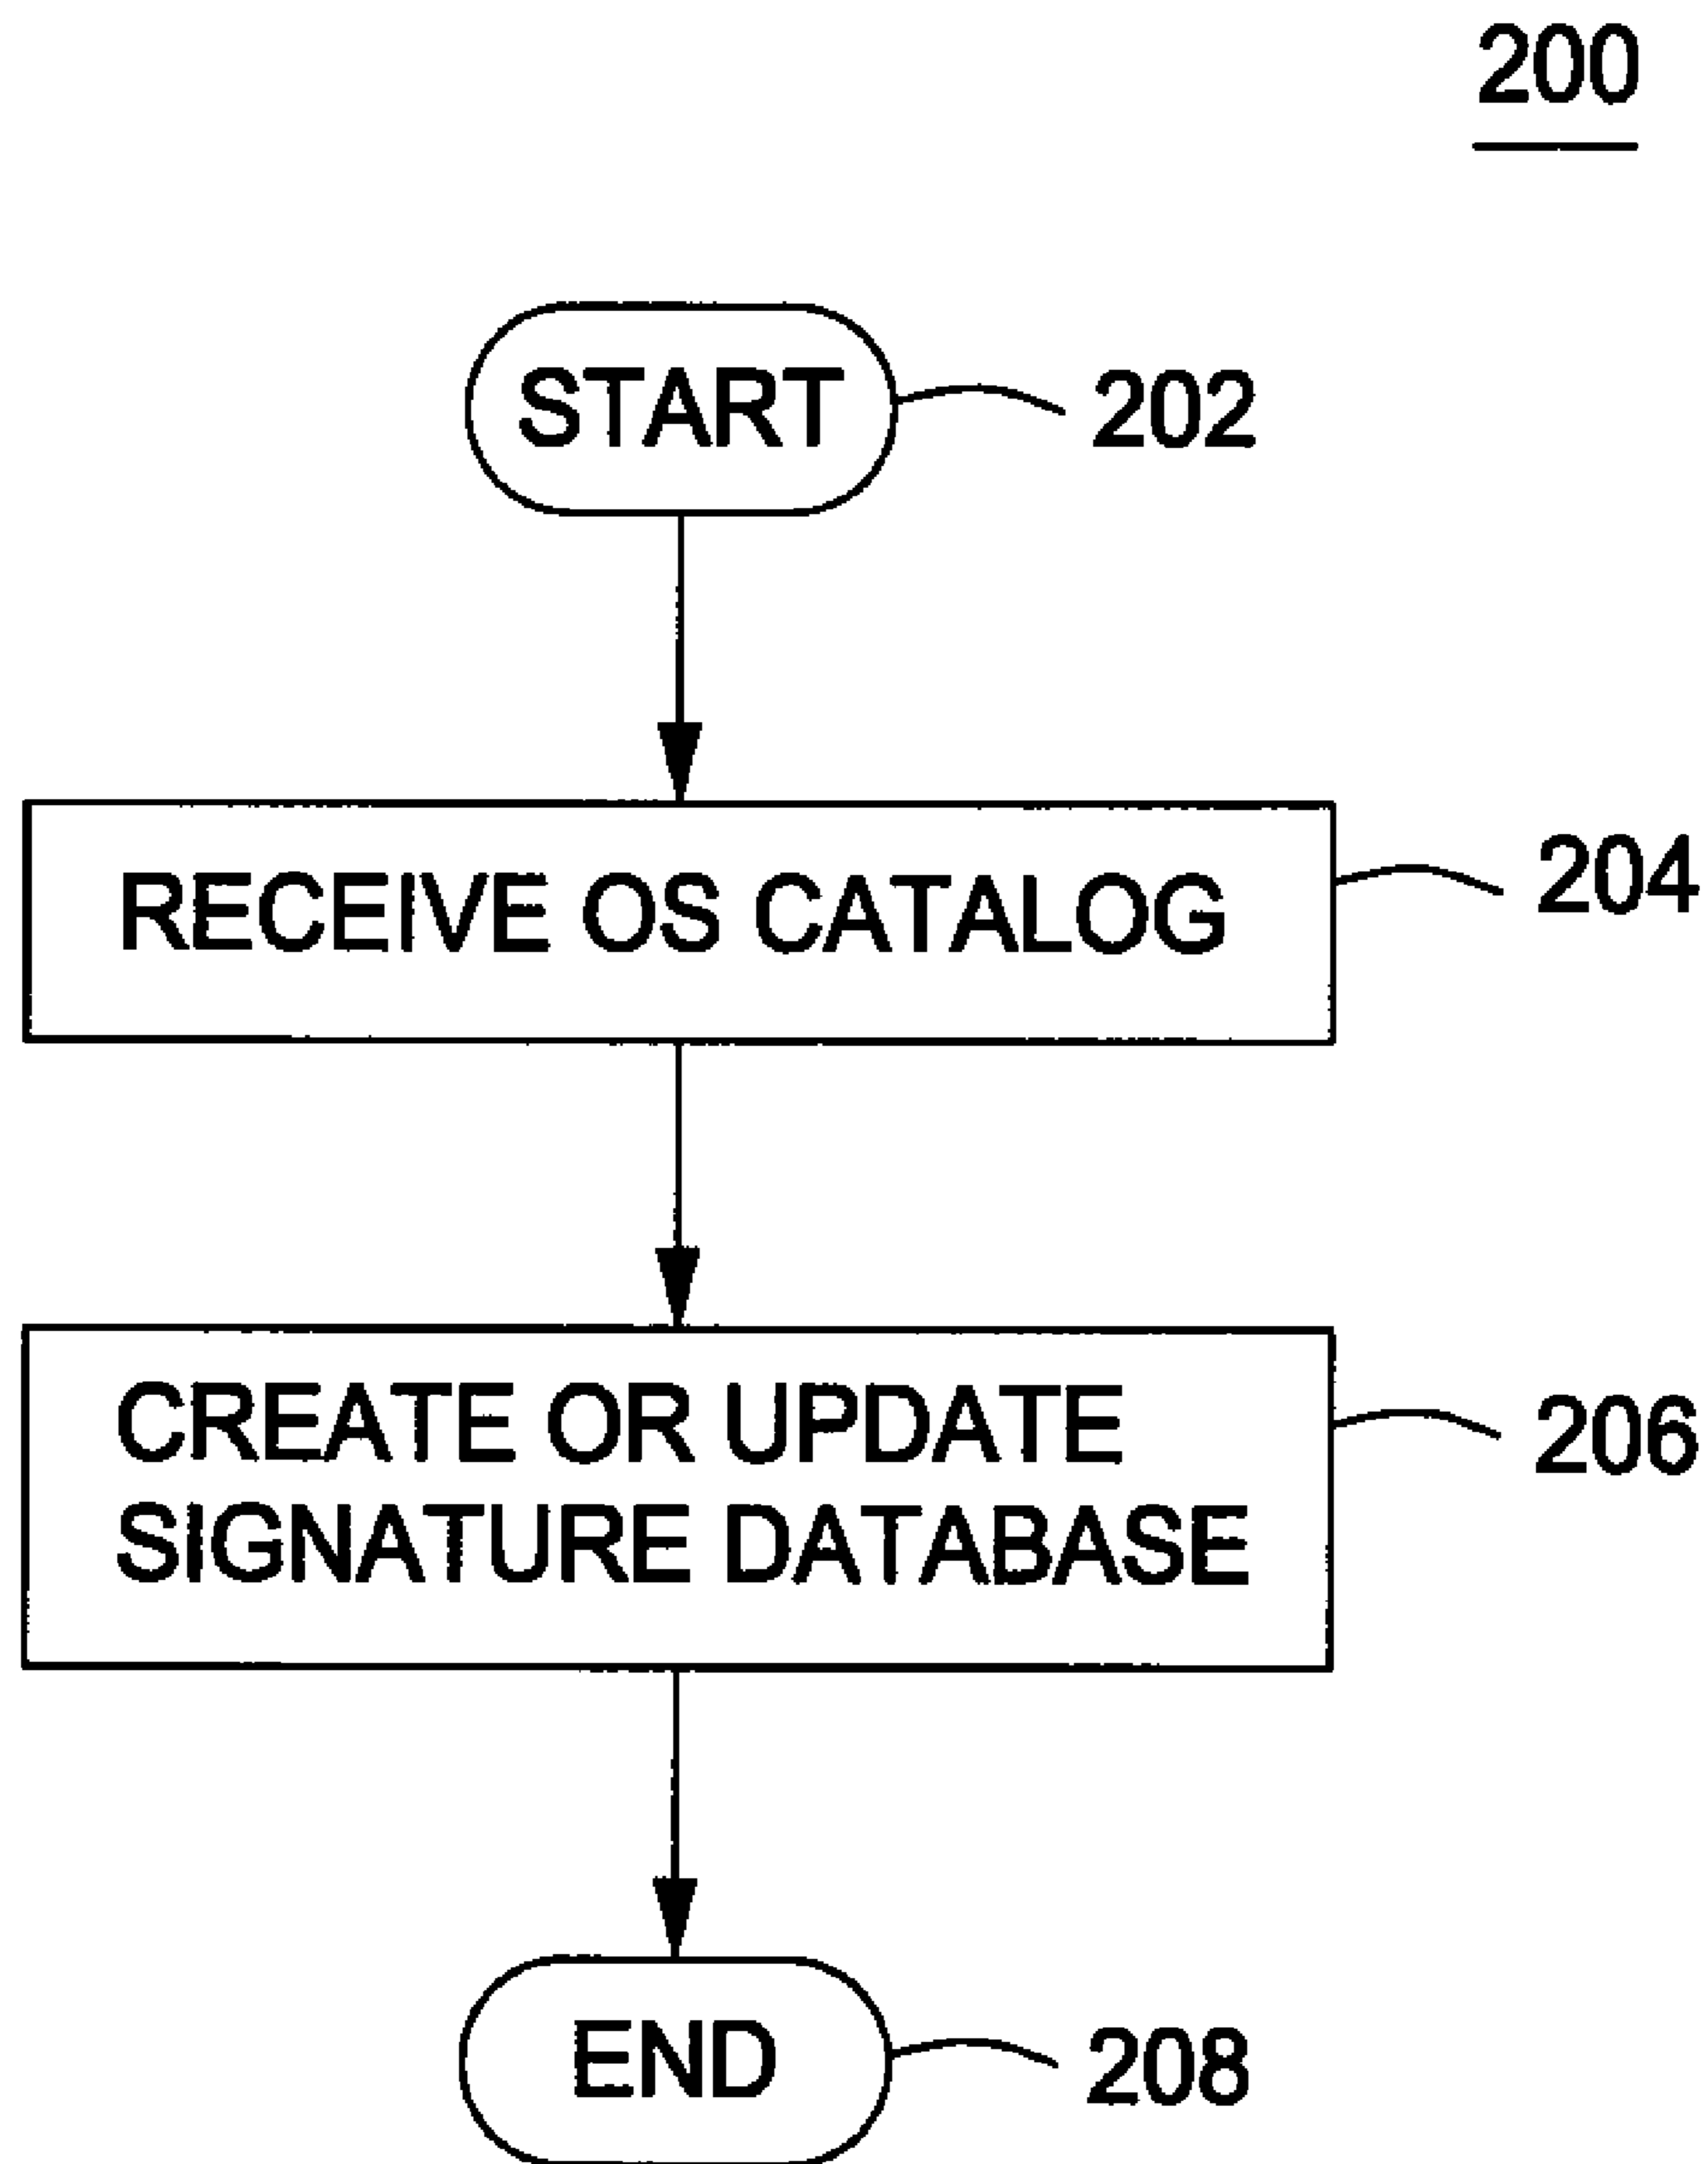 200
START
202
RECEIVE OS CATALOG
204
CREATE OR UPDATE
SIGNATURE DATABASE
206
END
208